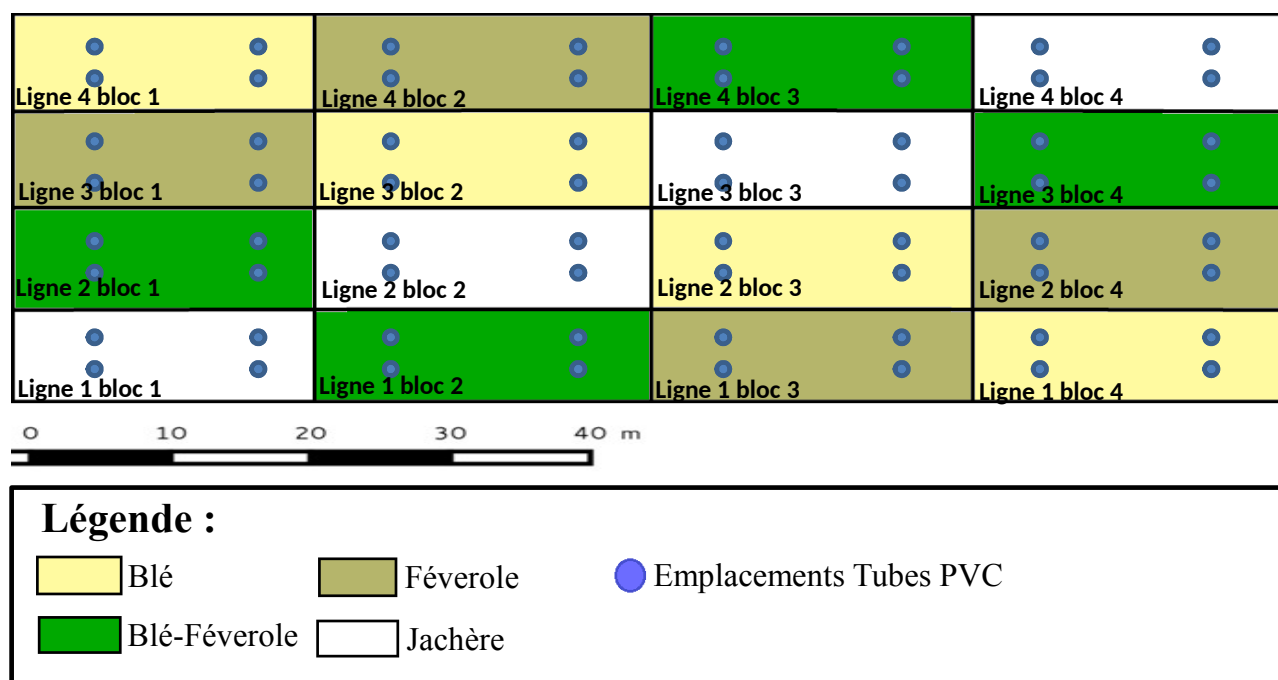 Ligne 4 bloc 1 Ligne 4 bloc 2 Ligne 4 bloc 3 Ligne 4 bloc 4
Ligne 3 bloc 1 Ligne 3 bloc 2 Ligne 3 bloc 3 Ligne 3 bloc 4
Ligne 2 bloc 1 Ligne 2 bloc 2 Ligne 2 bloc 3 Ligne 2 bloc 4
Ligne 1 bloc 1 Ligne 1 bloc 2 Ligne 1 bloc 3 Ligne 1 bloc 4
0 10 20 30 40 m
Légende :
Blé Féverole Emplacements Tubes PVC
Blé-Féverole Jachère